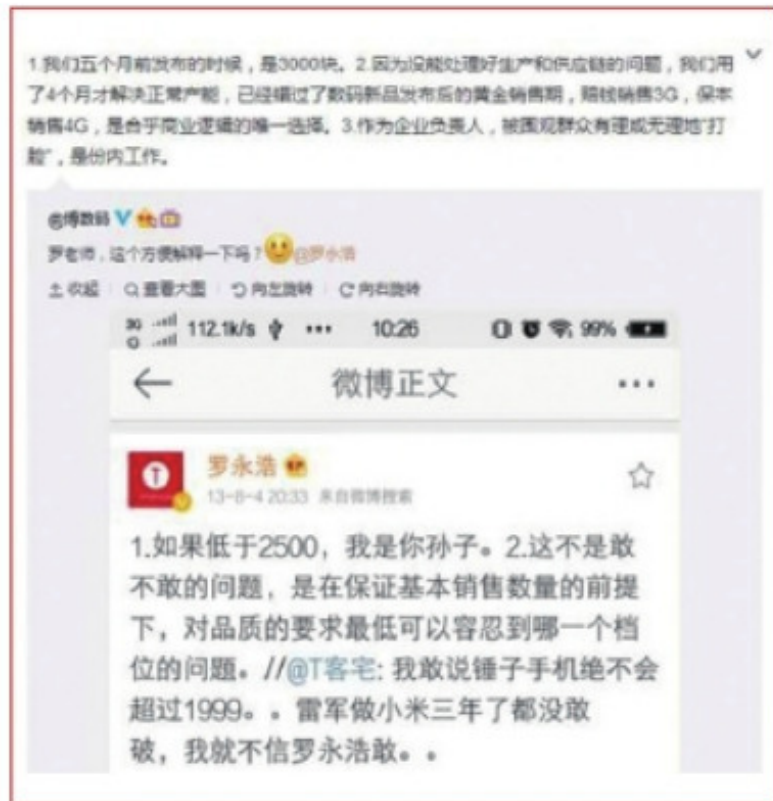 1.我们五个月前发布的时候，是3000块。2.因为没能处理好生产和供应链的问题，我们用
了4个月才解决正常产能，已经错过了数码新品发布后的黄金销售期，赔钱销售3G，保本
销售4G，是合乎商业逻辑的唯一选择。3.作为企业负责人，被围观群众有理或无理地“打
脸”，是份内工作。
@博数码
罗老师，这个方便解释一下吗？@罗永浩
收起 查看大图 向左旋转 向右旋转
3G 112.1k/s ••• 10:26 99%
G
微博正文 •••
罗永浩
13-8-4 20:33 来自微博搜索
1.如果低于2500，我是你孙子。2.这不是敢
不敢的问题，是在保证基本销售数量的前提
下，对品质的要求最低可以容忍到哪一个档
位的问题。//@T客宅: 我敢说锤子手机绝不会
超过1999。。雷军做小米三年了都没敢
破，我就不信罗永浩敢。。